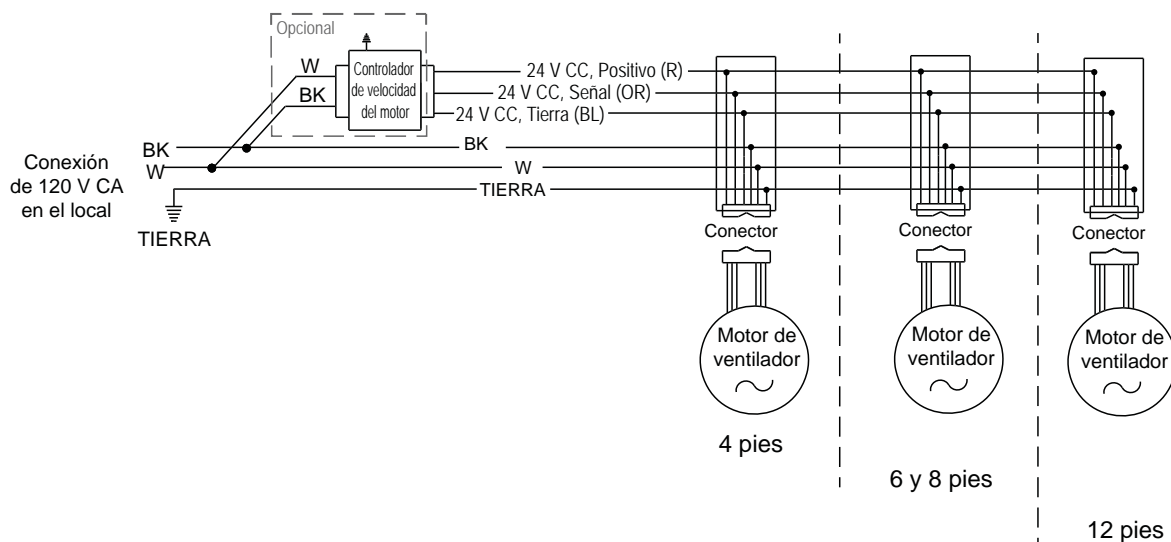 Opcional
W
BK
Controlador
de velocidad
del motor
24 V CC, Positivo (R)
24 V CC, Señal (OR)
24 V CC, Tierra (BL)
BK
W
BK
W
TIERRA
Conexión
de 120 V CA
en el local
TIERRA
Conector
Conector
Conector
Motor de
ventilador
Motor de
ventilador
Motor de
ventilador
4 pies
6 y 8 pies
12 pies